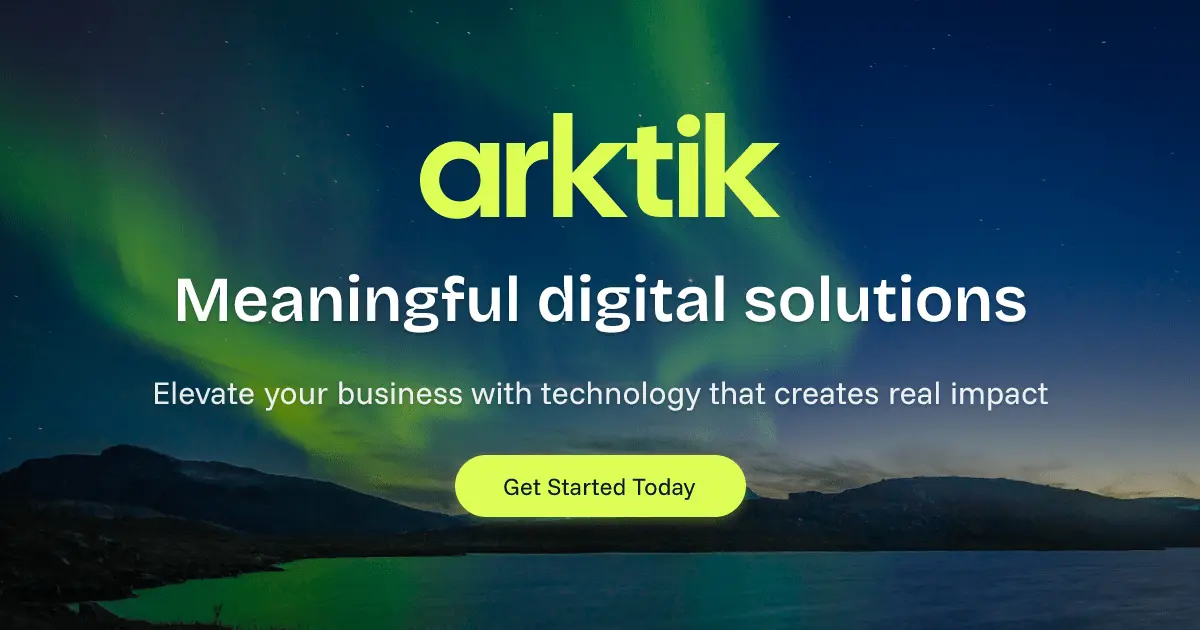 arktik
Meaningful digital solutions
Elevate your business with technology that creates real impact
Get Started Today